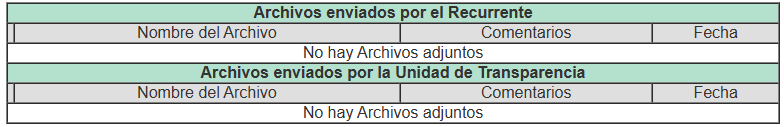 Archivos enviados por el Recurrente
Nombre del Archivo Comentarios Fecha
No hay Archivos adjuntos
Archivos enviados por la Unidad de Transparencia
Nombre del Archivo Comentarios Fecha
No hay Archivos adjuntos